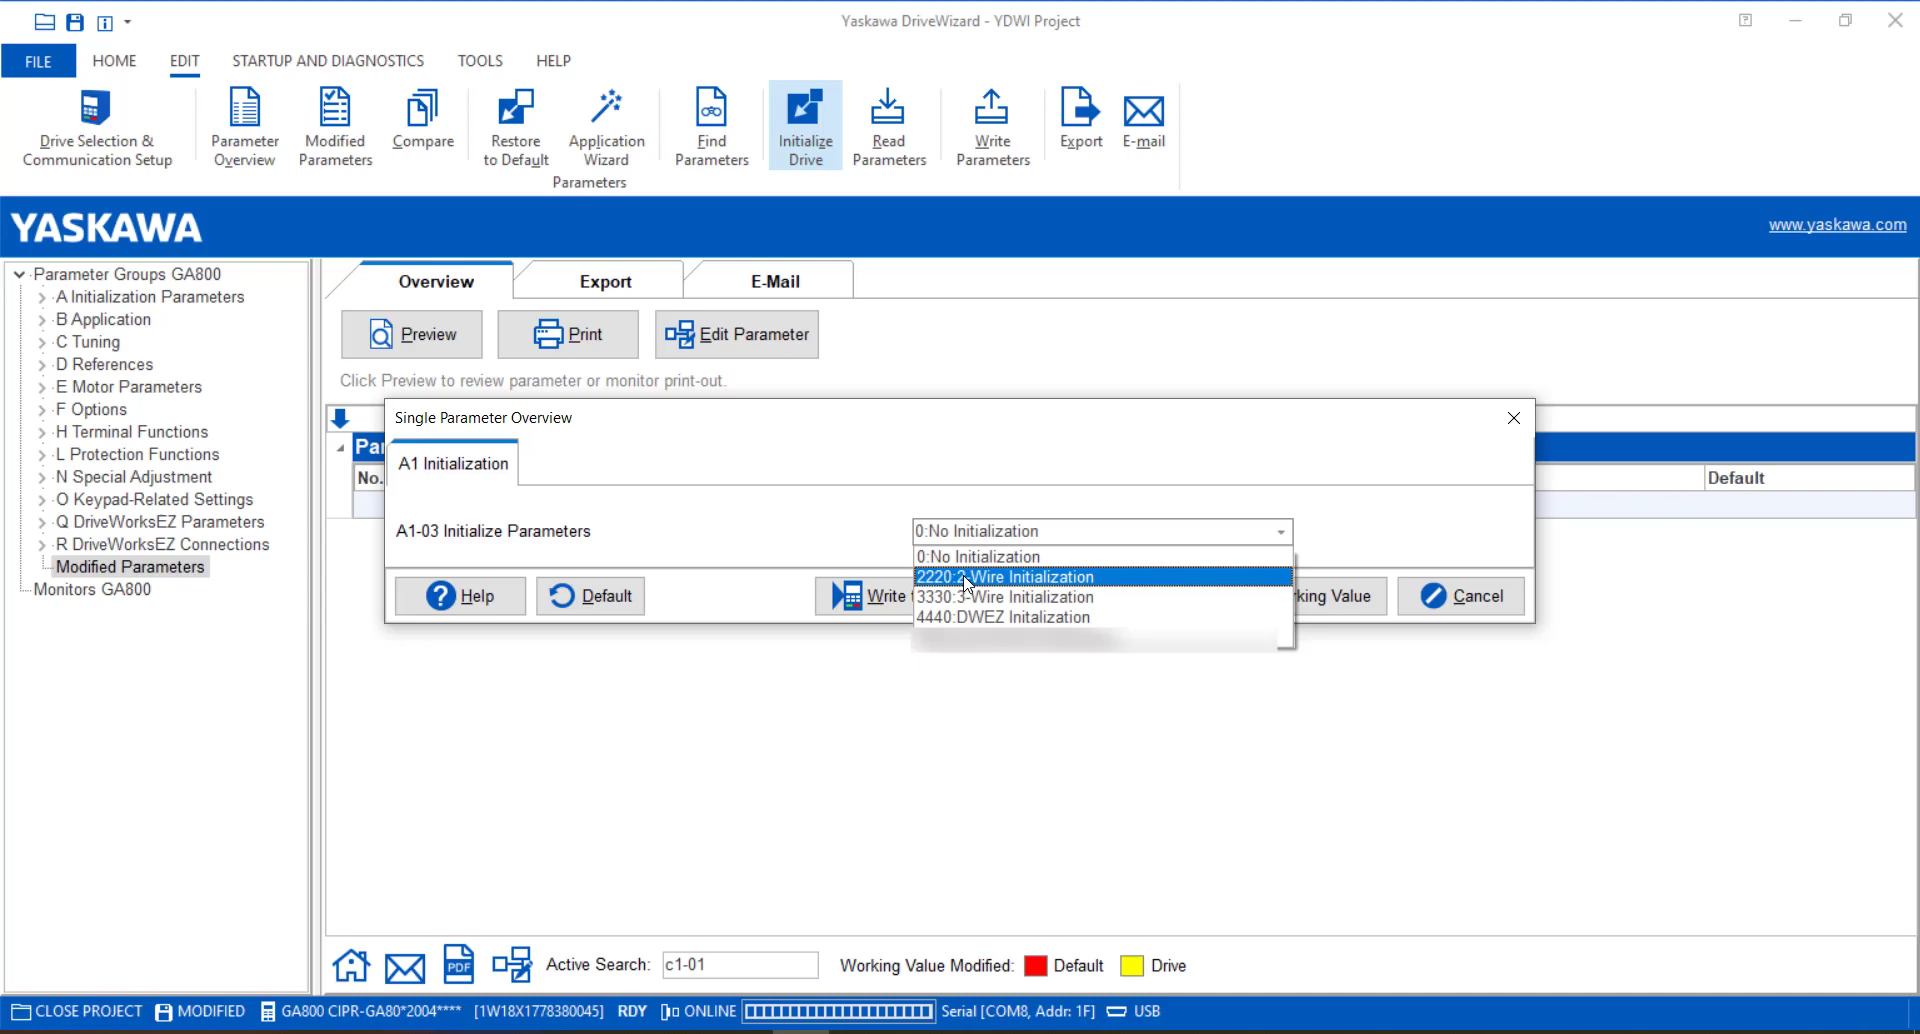 Yaskawa DriveWizard - YDWI Project
FILE HOME EDIT STARTUP AND DIAGNOSTICS TOOLS HELP
Drive Selection &
Communication Setup
Parameter
Overview
Modified
Parameters
Compare
Restore
to Default
Application
Wizard
Find
Parameters
Initialize
Drive
Read
Parameters
Write
Parameters
Export
E-mail
Parameters
YASKAWA
www.yaskawa.com
Parameter Groups GA800
A Initialization Parameters
B Application
C Tuning
D References
E Motor Parameters
F Options
H Terminal Functions
L Protection Functions
N Special Adjustment
O Keypad-Related Settings
Q DriveWorksEZ Parameters
R DriveWorksEZ Connections
Modified Parameters
Monitors GA800
Overview Export E-Mail
Preview Print Edit Parameter
Click Preview to review parameter or monitor print-out.
Par
No. Default
Single Parameter Overview
A1 Initialization
A1-03 Initialize Parameters 0:No Initialization
0:No Initialization
2220:2-Wire Initialization
3330:3-Wire Initialization
4440:DWEZ Initalization
Help Default Write rking Value Cancel
PDF Active Search: c1-01 Working Value Modified: Default Drive
CLOSE PROJECT MODIFIED GA800 CIPR-GA80*2004**** [1W18X1778380045] RDY ONLINE Serial [COM8, Addr: 1F] USB